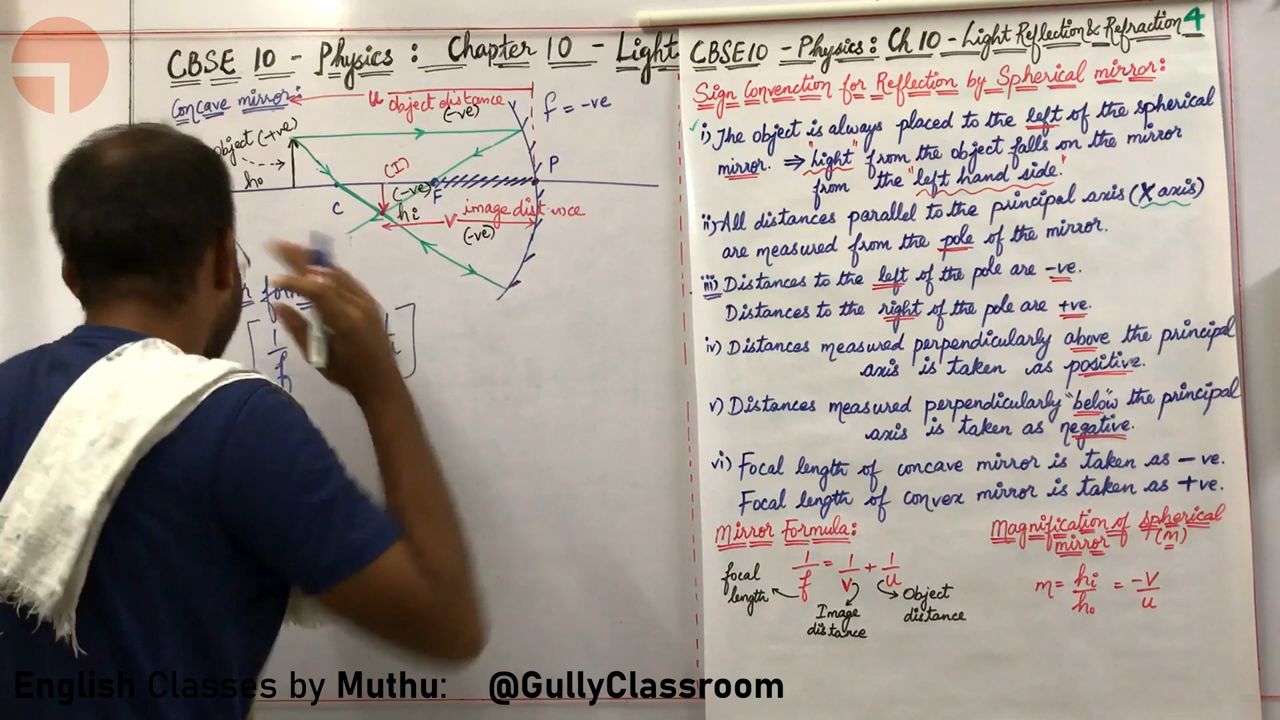 CBSE 10 - Physics : Chapter 10 - Light
Concave mirror:
u object distance
(-ve)
f = -ve
object (+ve)
ho
(I)
(-ve)
hi
C
F
P
V image distance
(-ve)
1
f
CBSE10 - Physics: Ch 10 - Light Reflection & Refraction 4
Sign Convenction for Reflection by Spherical mirror:
i) The object is always placed to the left of the spherical
mirror. ⇒ "light" from the object falls on the mirror
from the "left hand" side.
ii) All distances parallel to the principal axis (X axis)
are measured from the pole of the mirror.
iii) Distances to the left of the pole are -ve.
Distances to the right of the pole are +ve.
iv) Distances measured perpendicularly above the principal
axis is taken as positive.
v) Distances measured perpendicularly "below" the principal
axis is taken as negative.
vi) Focal length of concave mirror is taken as -ve.
Focal length of convex mirror is taken as +ve.
Mirror Formula:
1/f = 1/v + 1/u
focal length
Image distance
Object distance
Magnification of spherical
mirror (m)
m = hi/ho = -v/u
English Classes by Muthu: @GullyClassroom